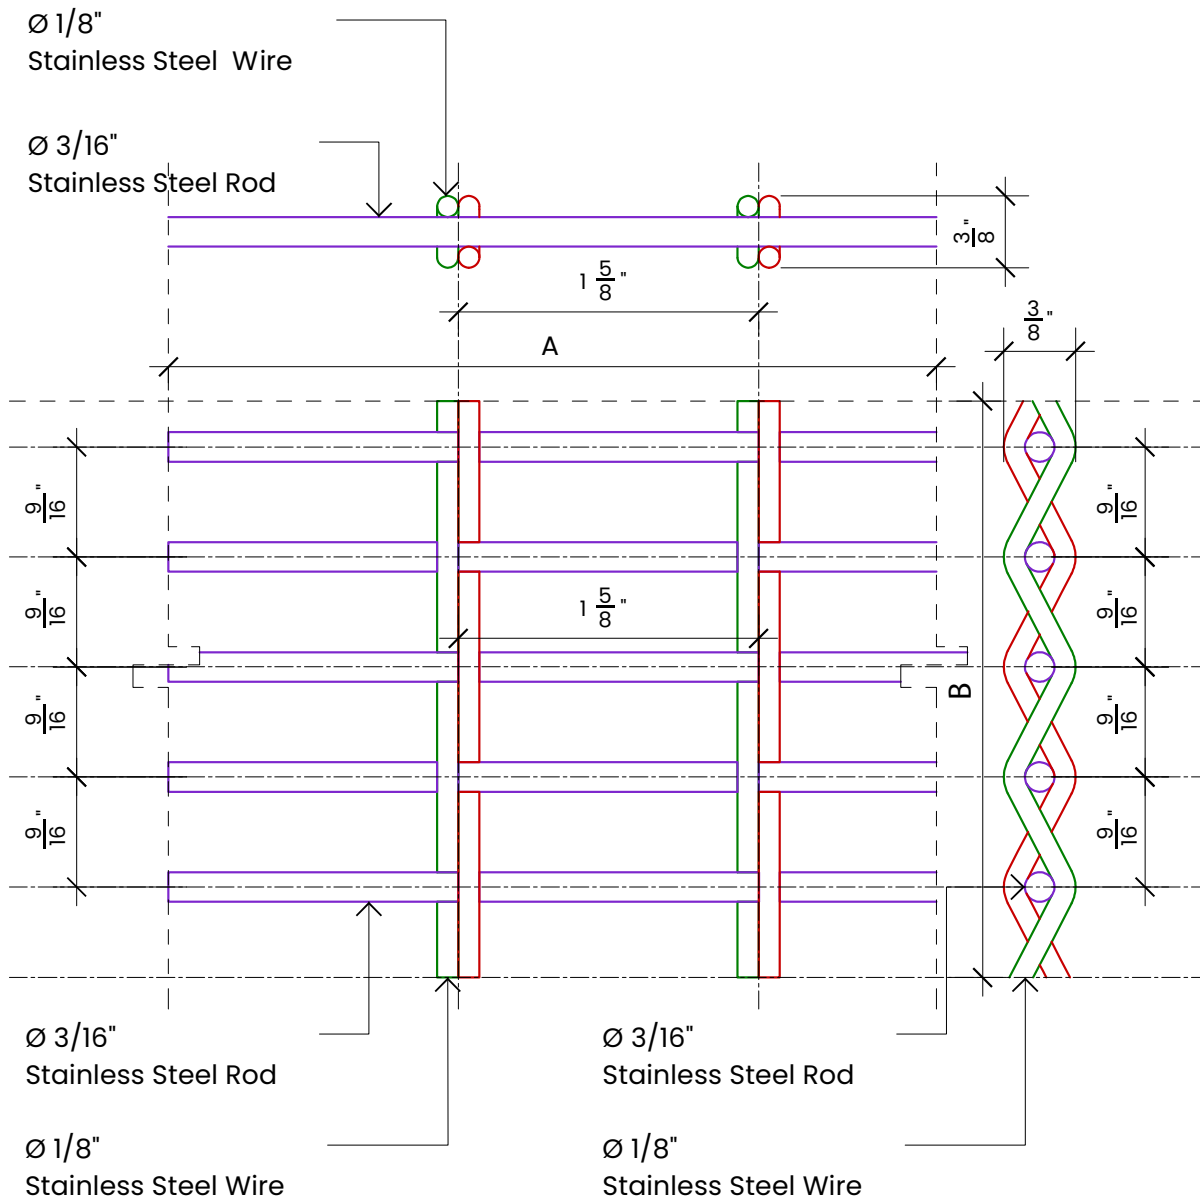 Ø 1/8"
Stainless Steel Wire
Ø 3/16"
Stainless Steel Rod
3/8"
1 5/8"
A
3/8"
9/16"
9/16"
9/16"
9/16"
1 5/8"
B
9/16"
9/16"
9/16"
9/16"
Ø 3/16"
Stainless Steel Rod
Ø 1/8"
Stainless Steel Wire
Ø 3/16"
Stainless Steel Rod
Ø 1/8"
Stainless Steel Wire